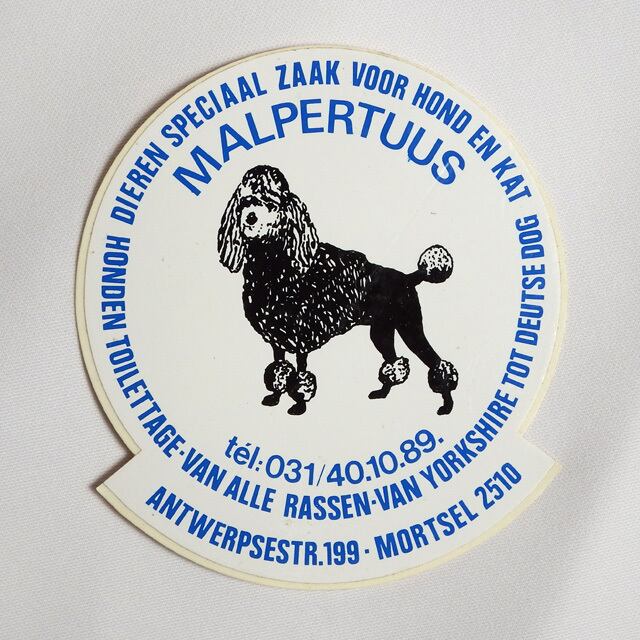 DIEREN SPECIAAL ZAAK VOOR HOND EN KAT
MALPERTUUS
tél: 031/40.10.89.
HONDEN TOILETTAGE·VAN ALLE RASSEN·VAN YORKSHIRE TOT DEUTSE DOG
ANTWERPSESTR.199 · MORTSEL 2510